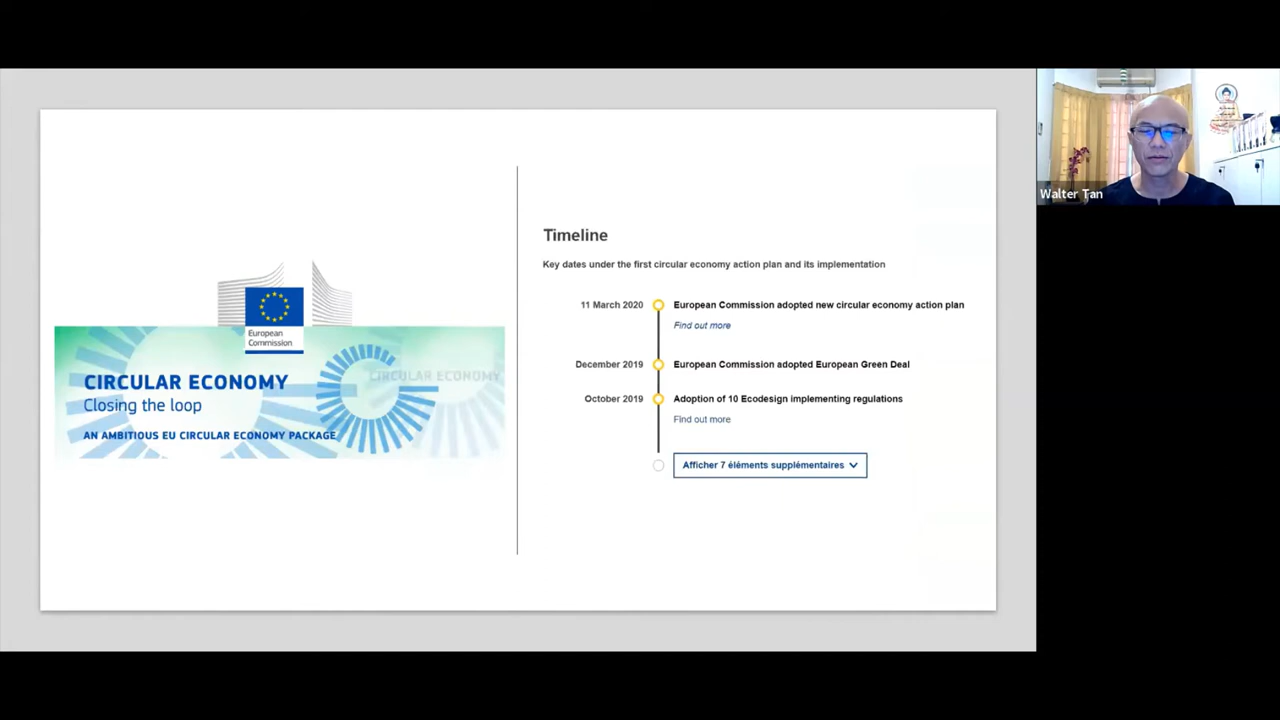 European
Commission
CIRCULAR ECONOMY
Closing the loop
AN AMBITIOUS EU CIRCULAR ECONOMY PACKAGE
CIRCULAR ECONOMY
Timeline
Key dates under the first circular economy action plan and its implementation
11 March 2020 European Commission adopted new circular economy action plan
Find out more
December 2019 European Commission adopted European Green Deal
October 2019 Adoption of 10 Ecodesign implementing regulations
Find out more
Afficher 7 éléments supplémentaires
Walter Tan